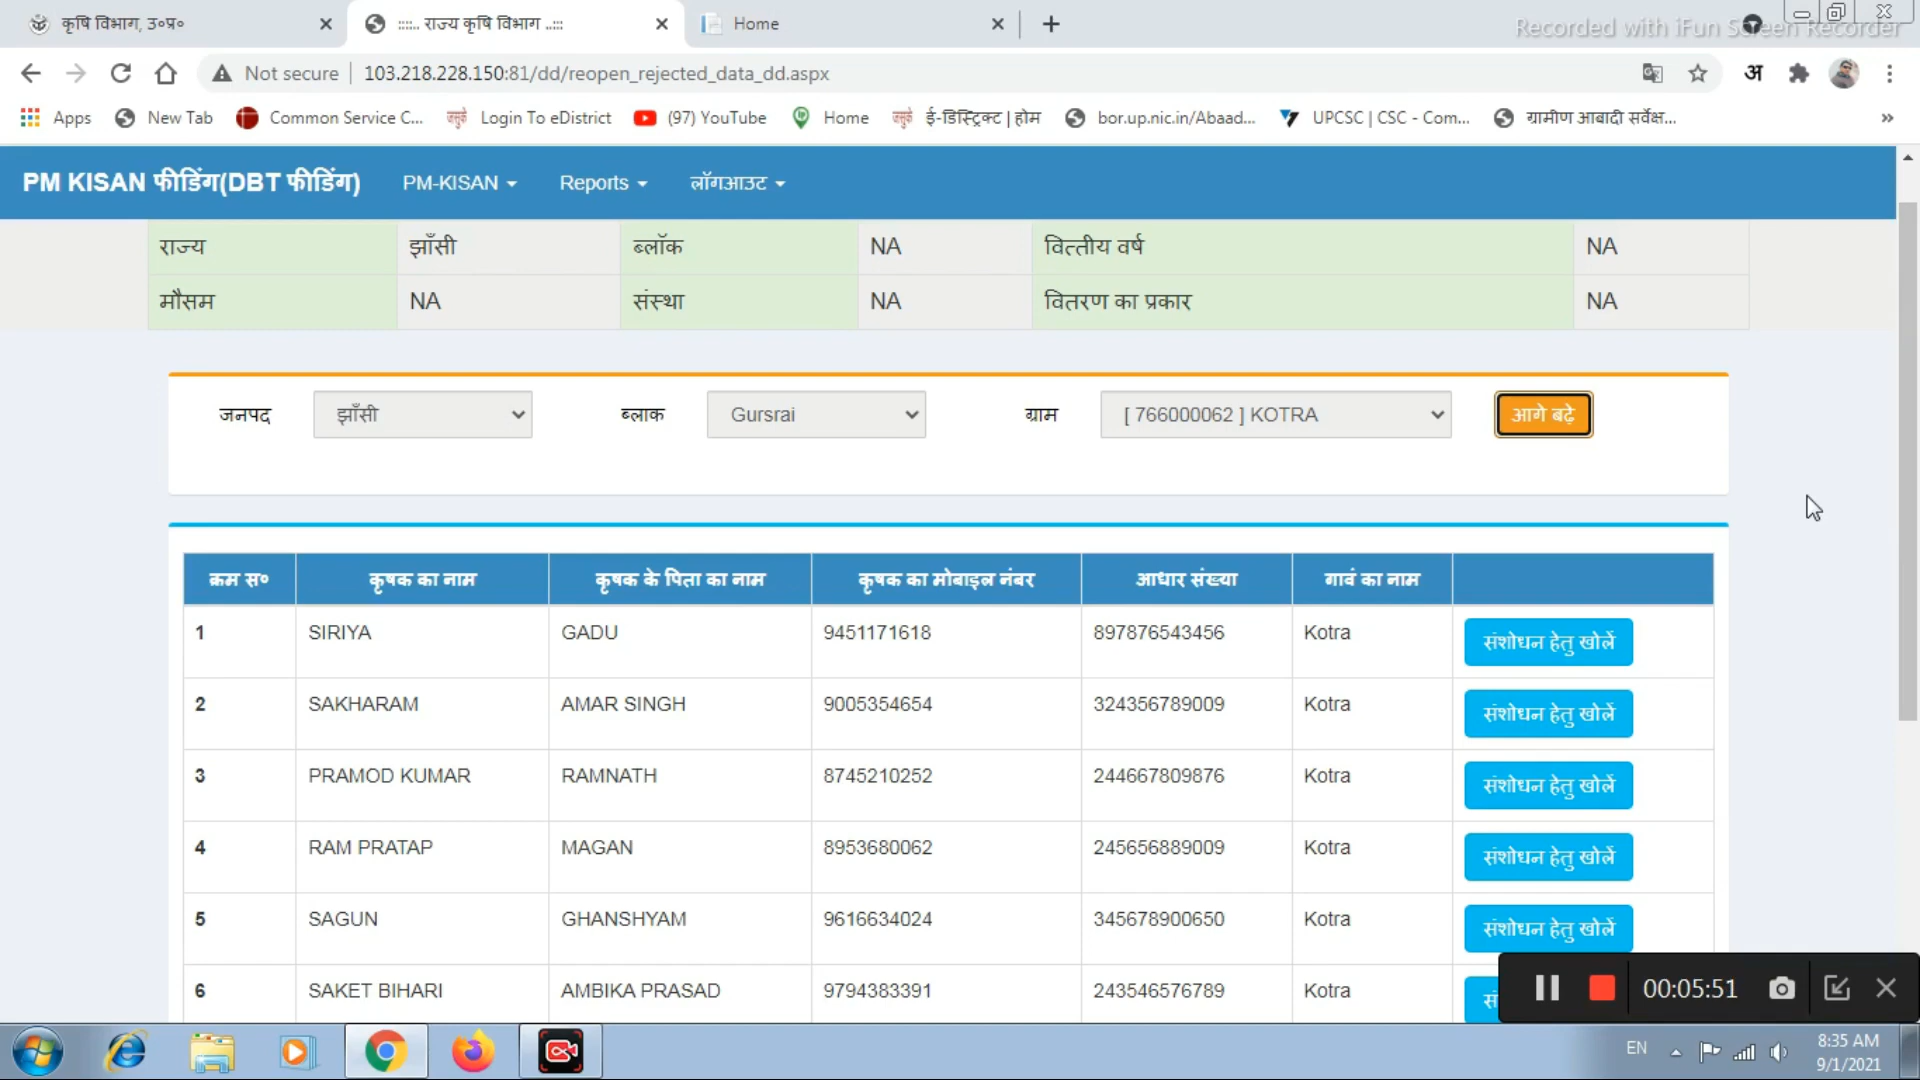 कृषि विभाग, उ०प्र०
::::.. राज्य कृषि विभाग ..:::
Home
Recorded with iFun Screen Recorder
Not secure
103.218.228.150:81/dd/reopen_rejected_data_dd.aspx
अ
Apps
New Tab
Common Service C...
Login To eDistrict
(97) YouTube
Home
ई-डिस्ट्रिक्ट | होम
bor.up.nic.in/Abaad...
UPCSC | CSC - Com...
ग्रामीण आबादी सर्वेक्ष...
»
PM KISAN फीडिंग(DBT फीडिंग) PM-KISAN Reports लॉगआउट
राज्य झाँसी ब्लॉक NA वित्तीय वर्ष NA
मौसम NA संस्था NA वितरण का प्रकार NA
जनपद झाँसी ब्लाक Gursrai ग्राम [ 766000062 ] KOTRA आगे बढ़े
क्रम स० कृषक का नाम कृषक के पिता का नाम कृषक का मोबाइल नंबर आधार संख्या गावं का नाम
1 SIRIYA GADU 9451171618 897876543456 Kotra संशोधन हेतु खोलें
2 SAKHARAM AMAR SINGH 9005354654 324356789009 Kotra संशोधन हेतु खोलें
3 PRAMOD KUMAR RAMNATH 8745210252 244667809876 Kotra संशोधन हेतु खोलें
4 RAM PRATAP MAGAN 8953680062 245656889009 Kotra संशोधन हेतु खोलें
5 SAGUN GHANSHYAM 9616634024 345678900650 Kotra संशोधन हेतु खोलें
6 SAKET BIHARI AMBIKA PRASAD 9794383391 243546576789 Kotra
00:05:51
EN
8:35 AM
9/1/2021